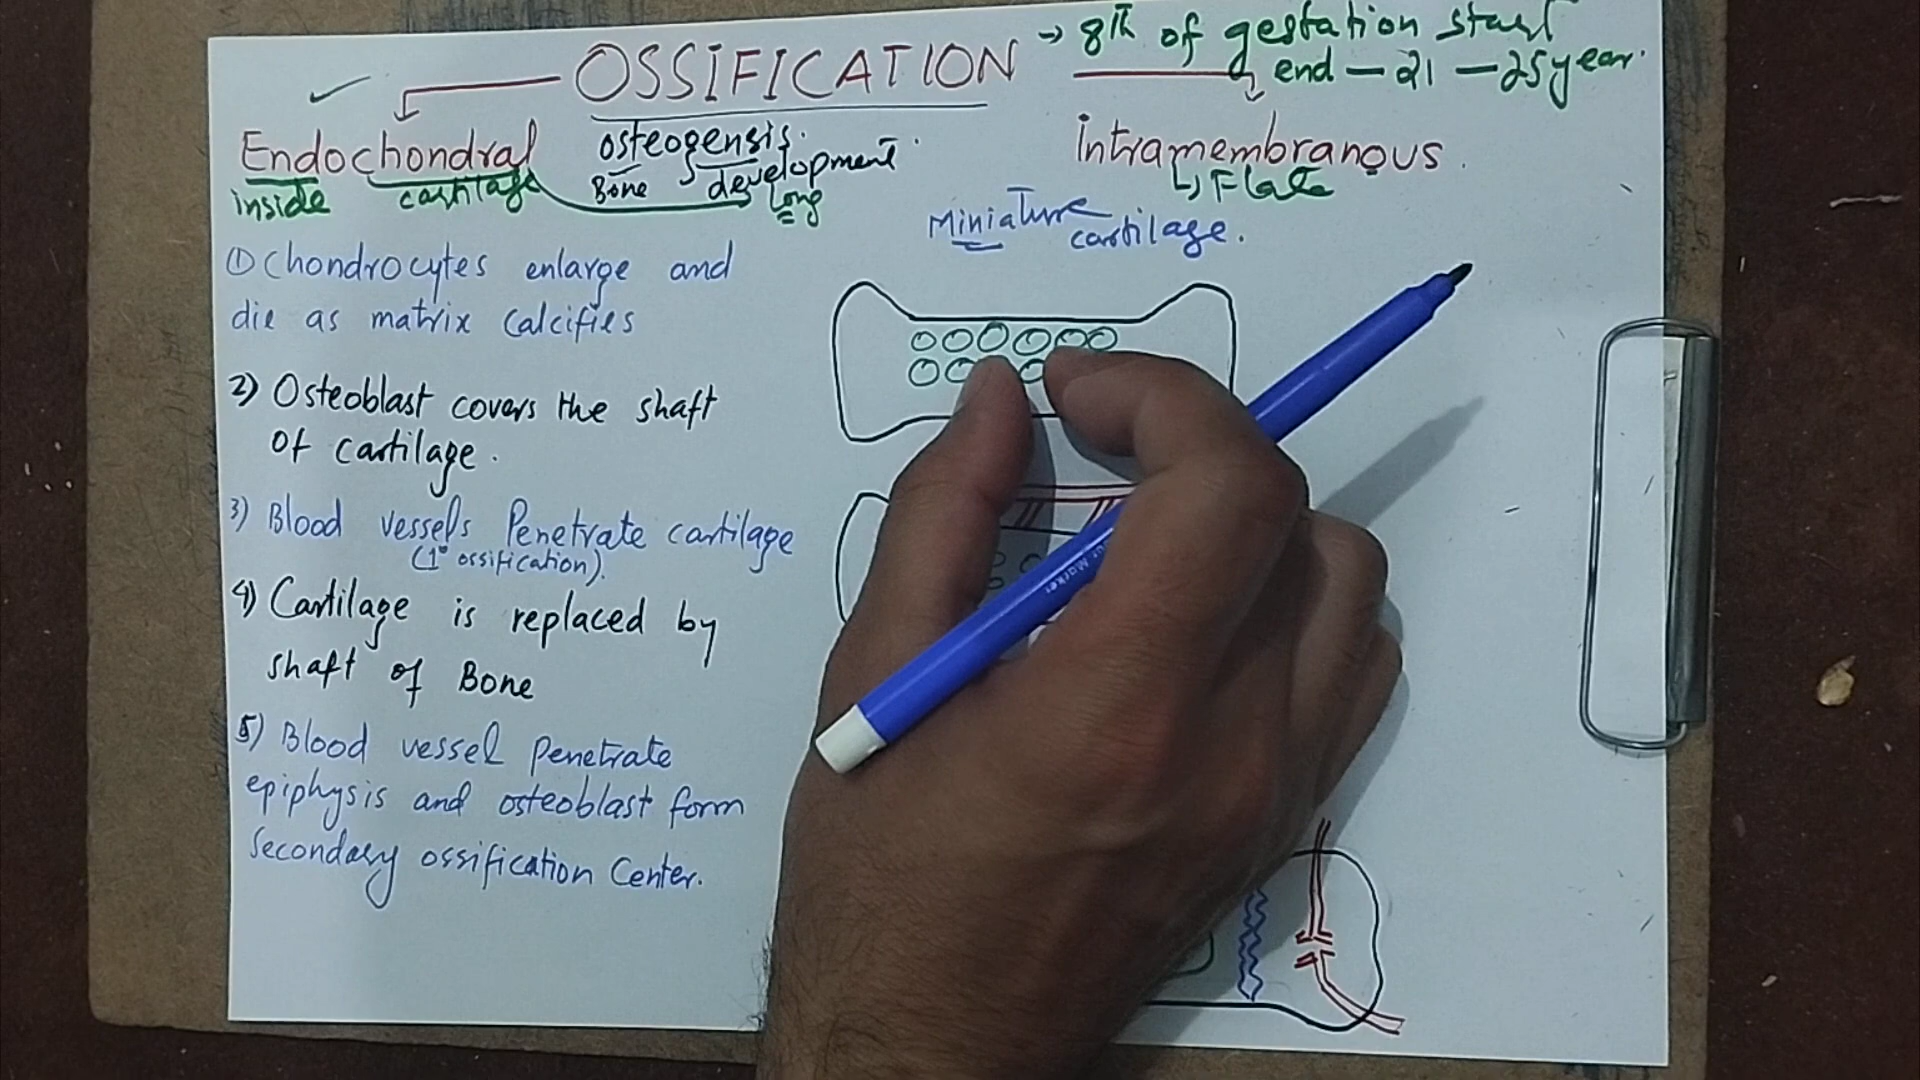 → 8th of gestation start
OSSIFICATION
end — 21 — 25 year.
Endochondral
osteogensis.
Intramembranous.
inside cartilage
Bone development
Long
↳ Flate
Miniature
cartilage.
① Chondrocytes enlarge and
die as matrix calcifies
2) Osteoblast covers the shaft
of cartilage.
3) Blood vessels Penetrate cartilage
(1° ossification).
4) Cartilage is replaced by
shaft of Bone
5) Blood vessel penetrate
epiphysis and osteoblast form
Secondary ossification Center.
Marker